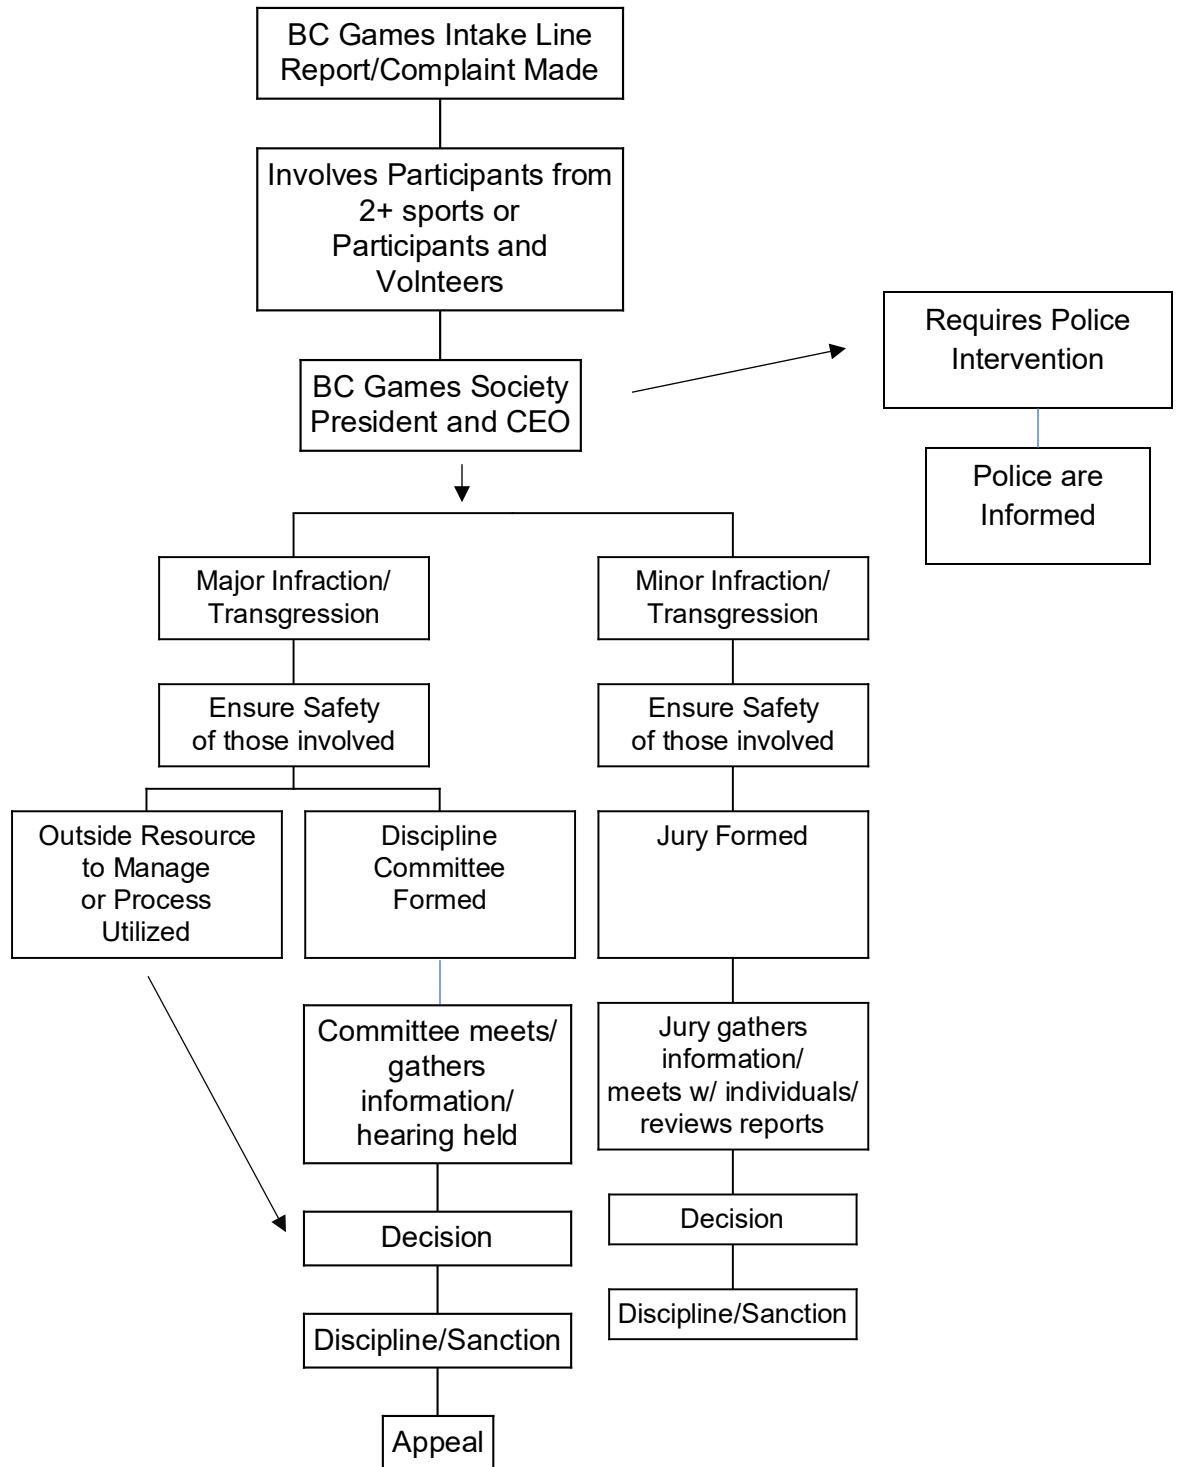 BC Games Intake Line
Report/Complaint Made
Involves Participants from
2+ sports or
Participants and
Volnteers
Requires Police
Intervention
BC Games Society
President and CEO
Police are
Informed
Major Infraction/
Transgression
Minor Infraction/
Transgression
Ensure Safety
of those involved
Ensure Safety
of those involved
Outside Resource
to Manage
or Process
Utilized
Discipline
Committee
Formed
Jury Formed
Committee meets/
gathers
information/
hearing held
Jury gathers
information/
meets w/ individuals/
reviews reports
Decision
Decision
Discipline/Sanction
Discipline/Sanction
Appeal